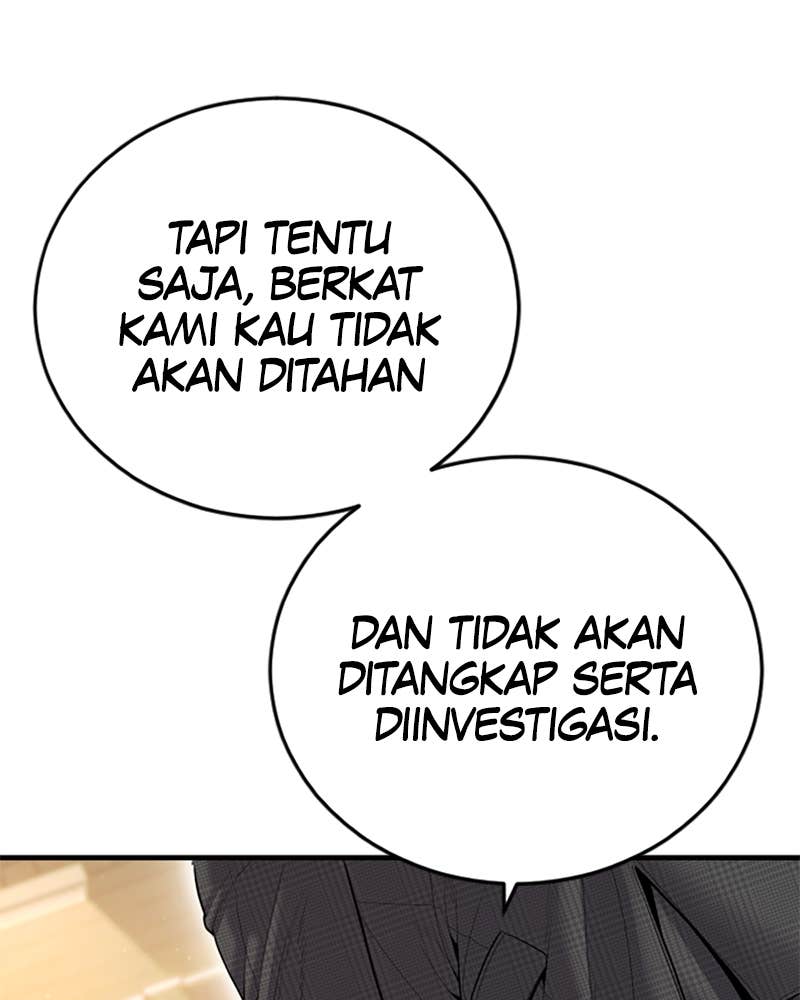 TAPI TENTU
SAJA, BERKAT
KAMI KAU TIDAK
AKAN DITAHAN
DAN TIDAK AKAN
DITANGKAP SERTA
DIINVESTIGASI.